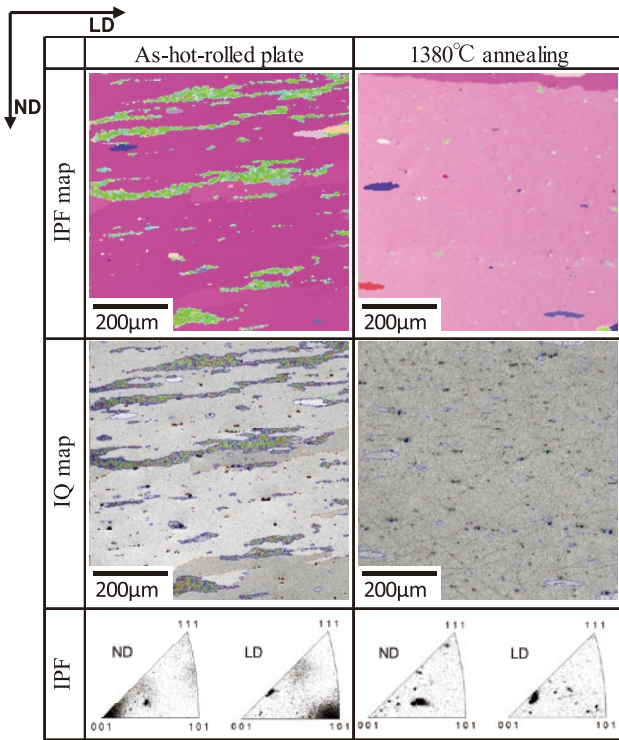 LD
ND
As-hot-rolled plate
1380℃ annealing
IPF map
200μm
200μm
IQ map
200μm
200μm
IPF
111
ND
001
101
111
LD
001
101
111
ND
001
101
111
LD
001
101